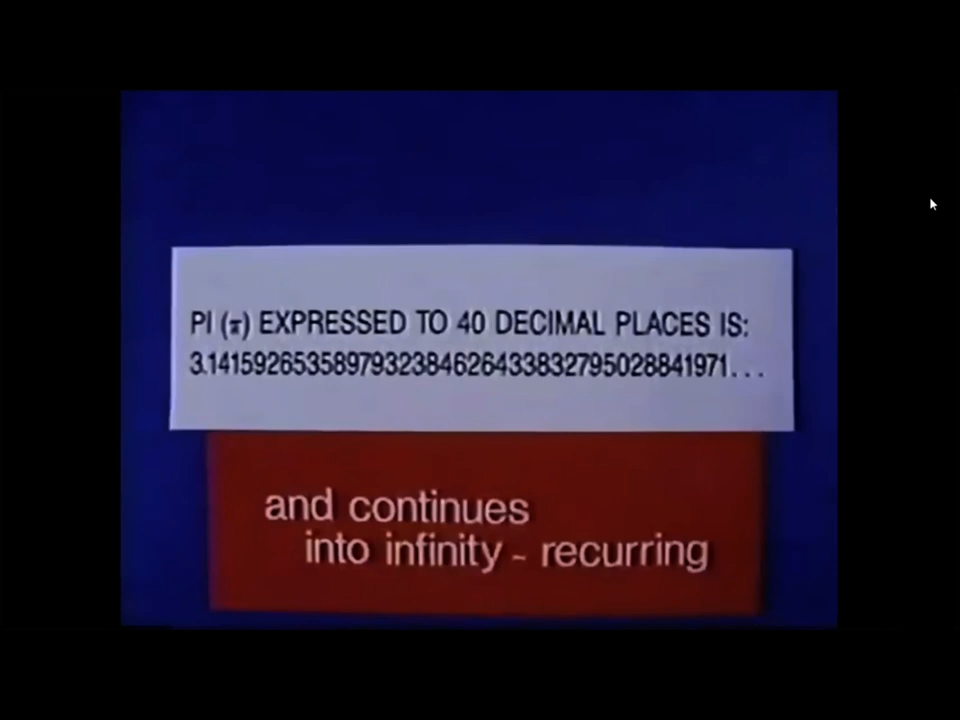 PI (π) EXPRESSED TO 40 DECIMAL PLACES IS:
3.1415926535897932384626433832795028841971...
and continues
into infinity - recurring